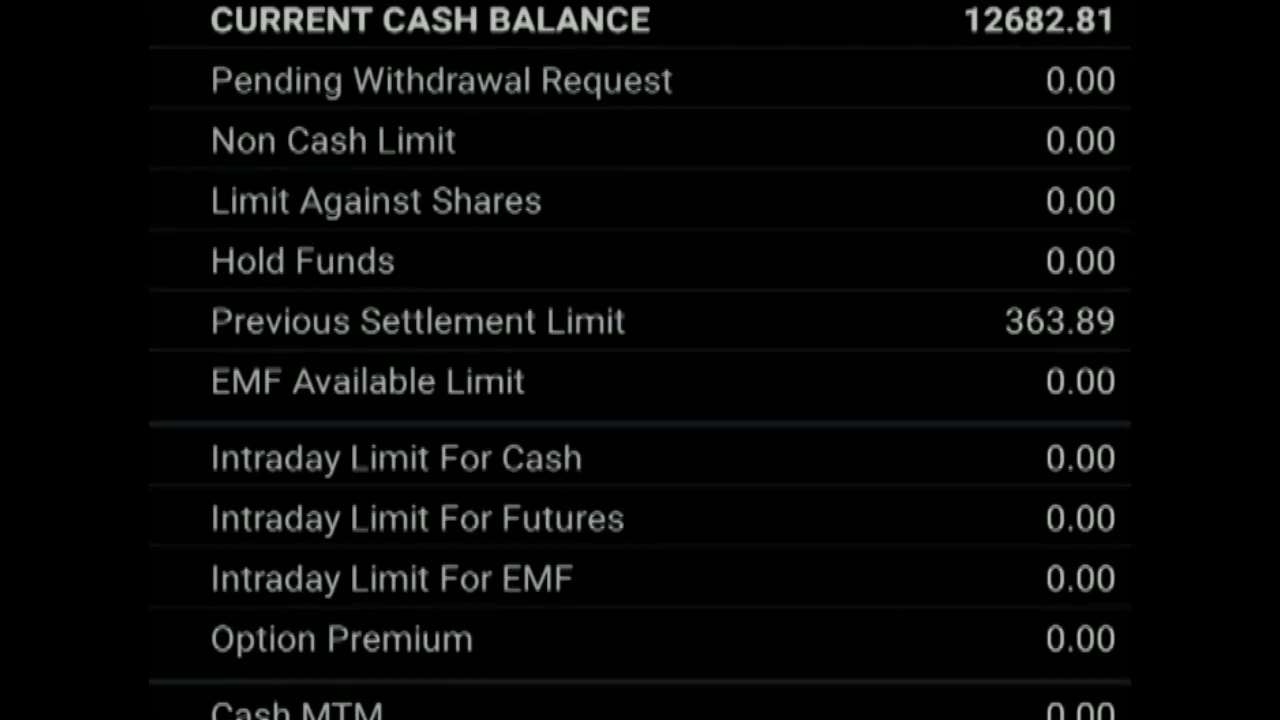 CURRENT CASH BALANCE 12682.81
Pending Withdrawal Request 0.00
Non Cash Limit 0.00
Limit Against Shares 0.00
Hold Funds 0.00
Previous Settlement Limit 363.89
EMF Available Limit 0.00
Intraday Limit For Cash 0.00
Intraday Limit For Futures 0.00
Intraday Limit For EMF 0.00
Option Premium 0.00
Cash MTM 0.00